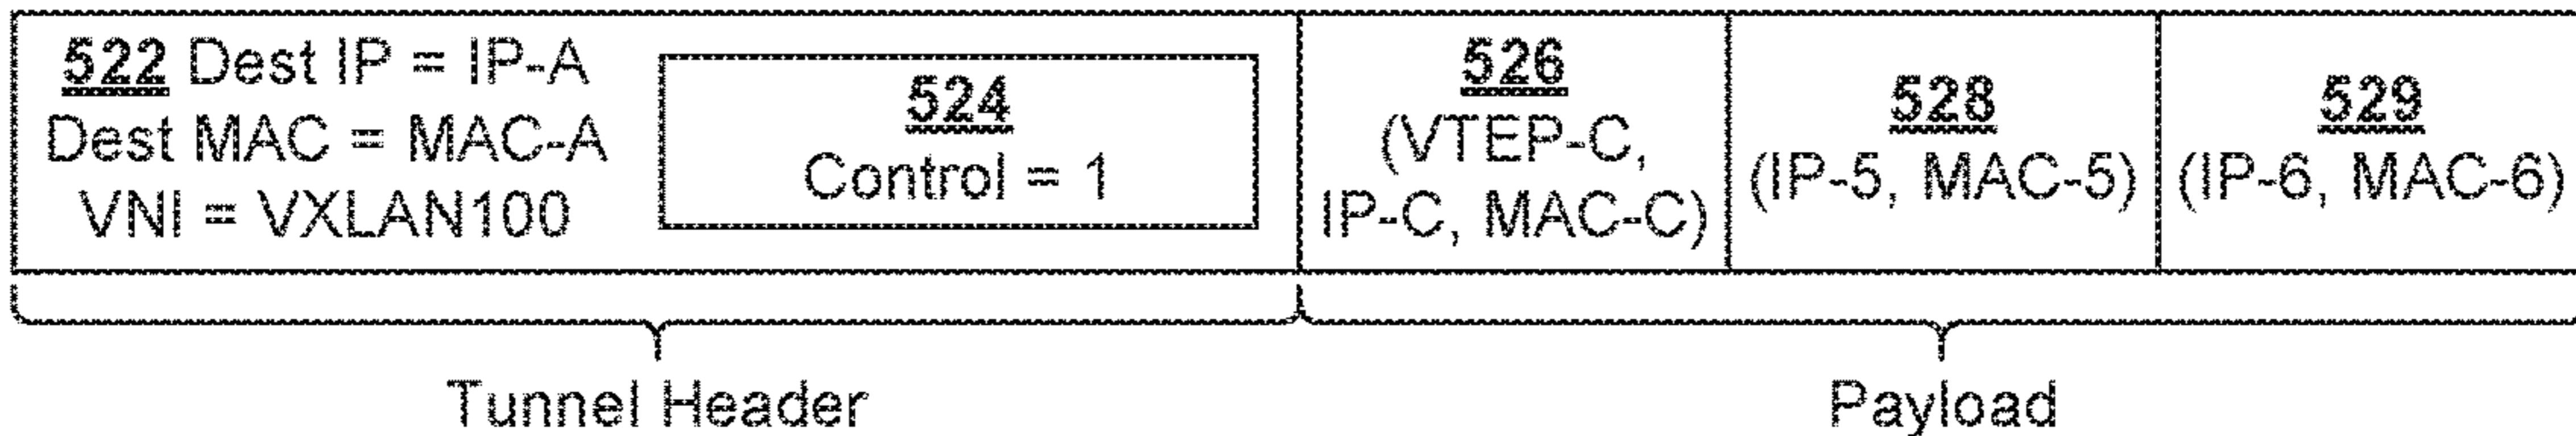 522 Dest IP = IP-A
Dest MAC = MAC-A
VNI = VXLAN100
524
Control = 1
526
(VTEP-C,
IP-C, MAC-C)
528
(IP-5, MAC-5)
529
(IP-6, MAC-6)
Tunnel Header
Payload